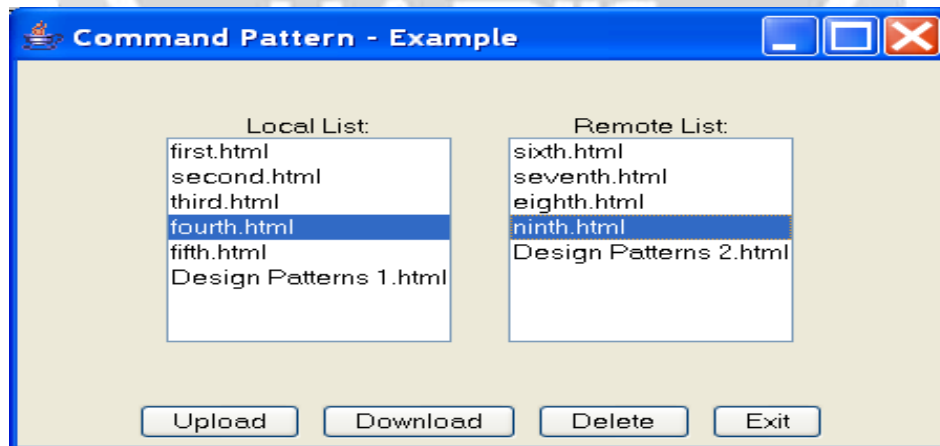 Command Pattern - Example
Local List:
first.html
second.html
third.html
fourth.html
fifth.html
Design Patterns 1.html
Remote List:
sixth.html
seventh.html
eighth.html
ninth.html
Design Patterns 2.html
Upload Download Delete Exit